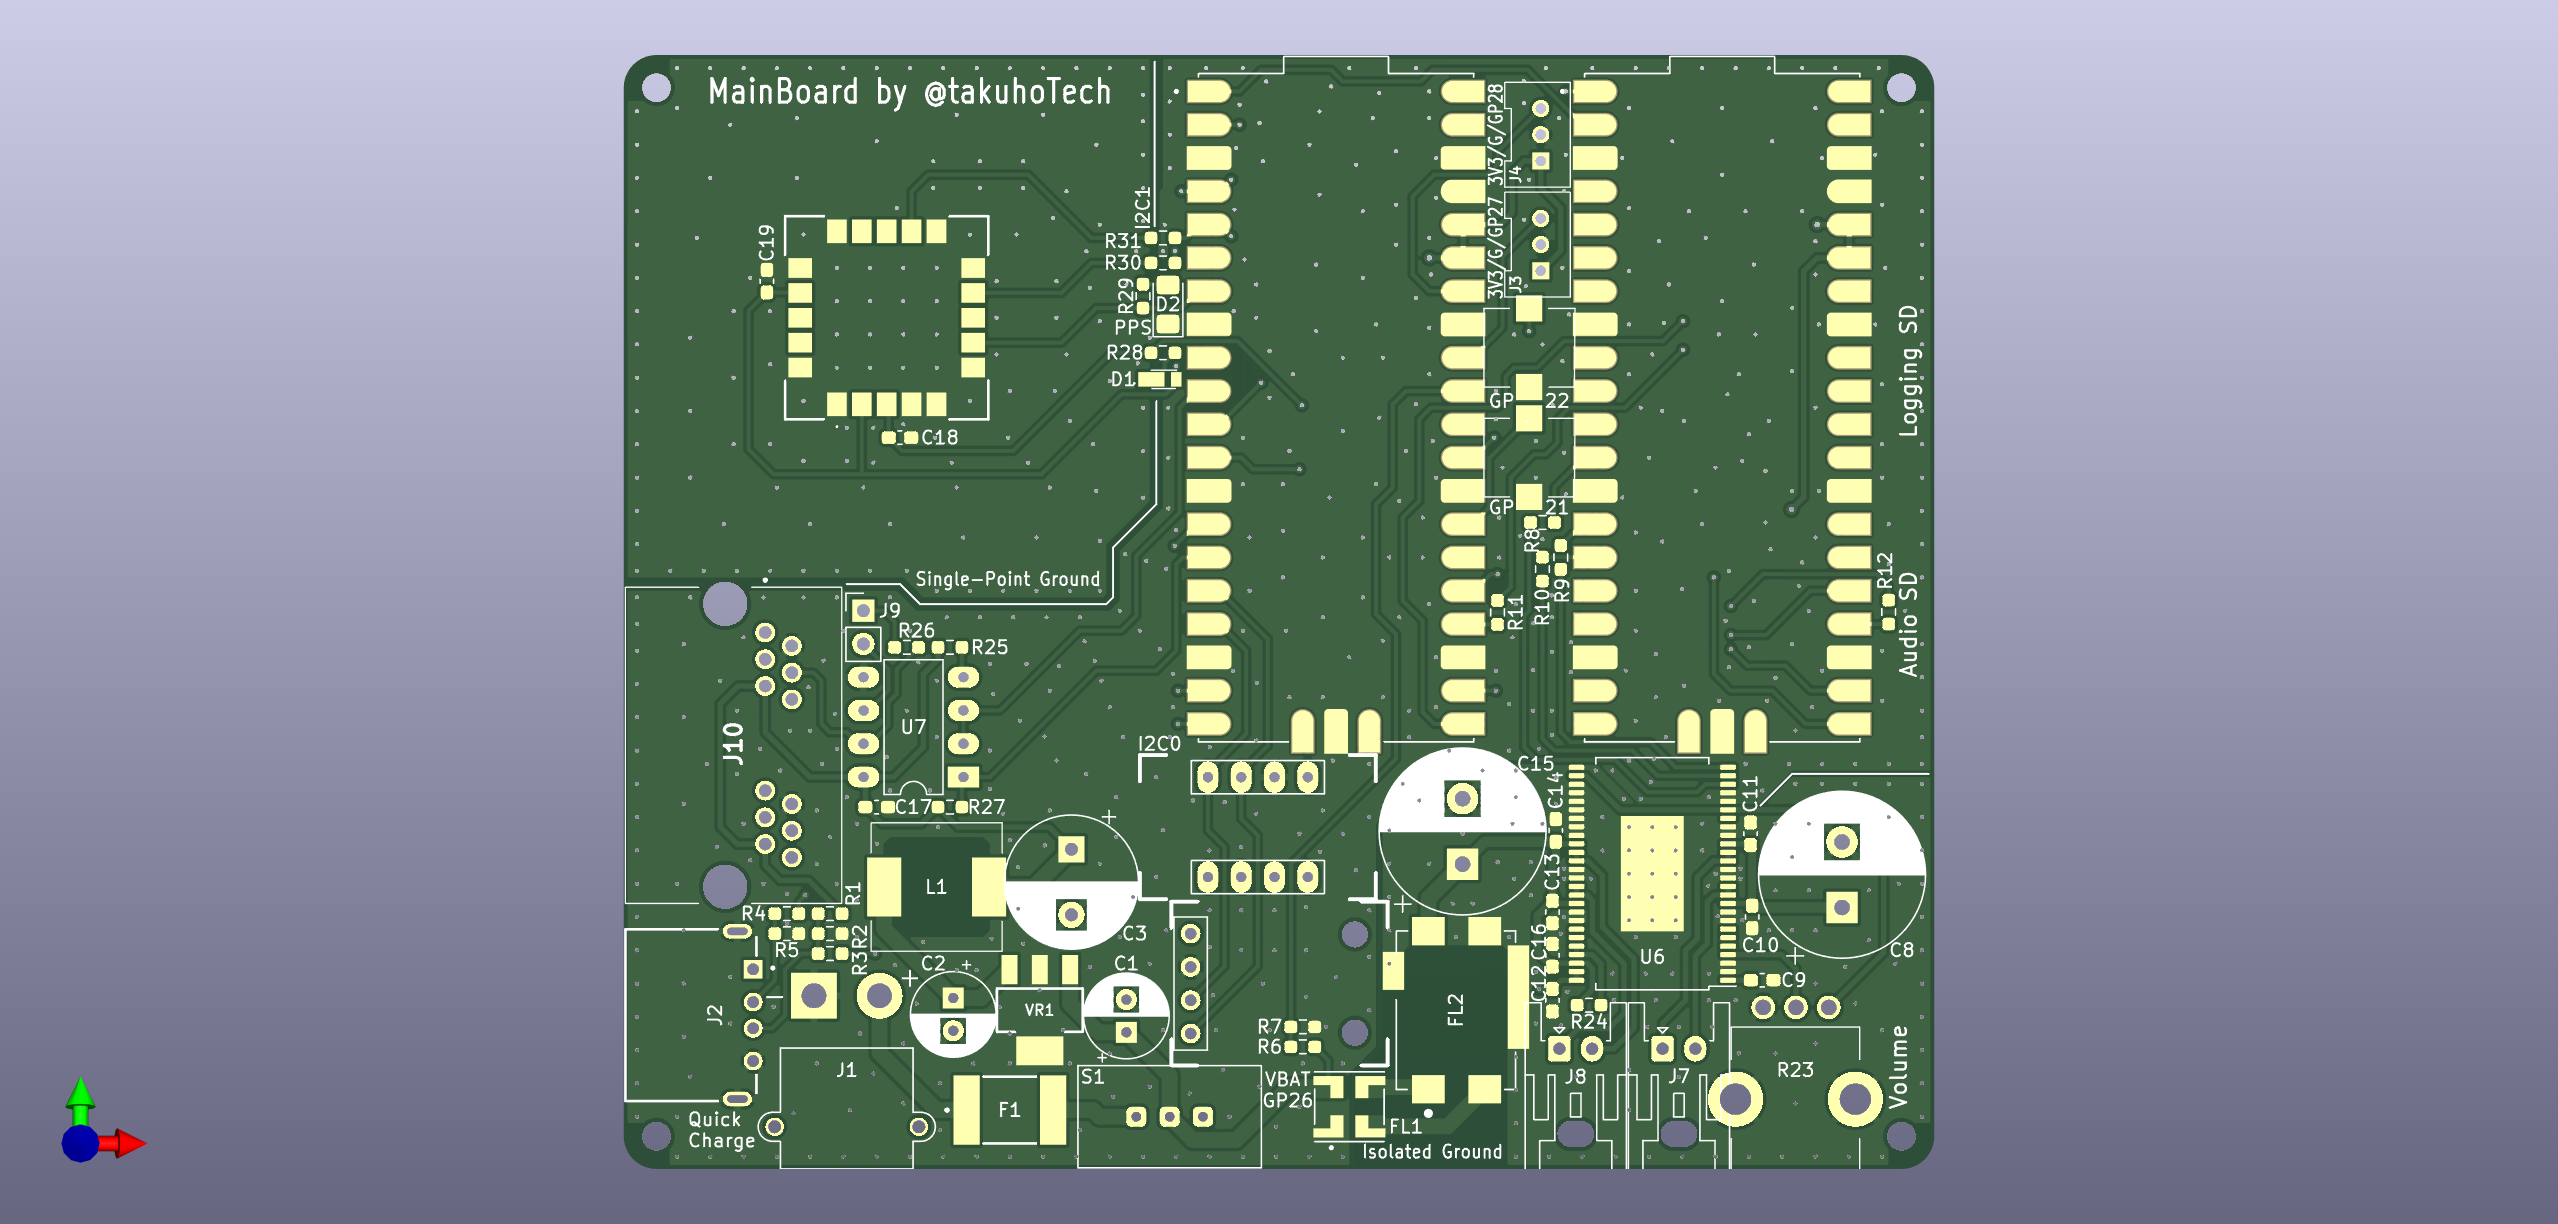 MainBoard by @takuhoTech
3V3/G/GP28
J4
I2C1
C19
R31
R30
R29
D2
PPS
3V3/G/GP27
J3
R28
D1
GP 22
C18
Logging SD
GP 21
R8
R9
R10
R11
R12
Audio SD
Single-Point Ground
J9
R26
R25
U7
J10
I2C0
C17
R27
C15
C14
C11
+
L1
C13
R1
R4
R2
R5
R3
C3
+
C16
C10
U6
C8
+
C2
+
C1
C9
C12
+
−
J2
VR1
FL2
R24
R7
R6
J1
S1
+
VBAT
GP26
J8
J7
R23
Volume
F1
Quick
Charge
FL1
Isolated Ground